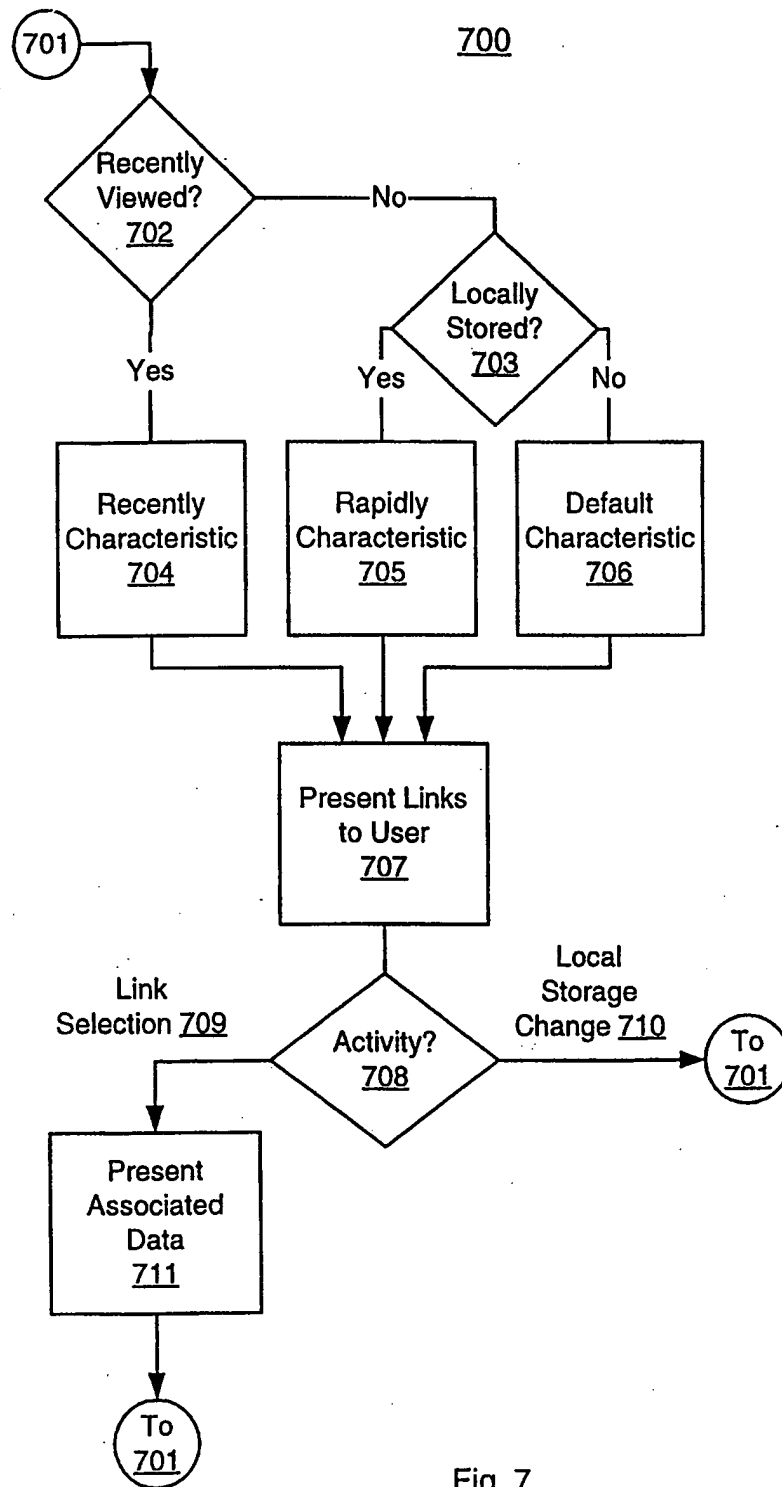 701
700
Recently
Viewed?
702
No
Locally
Stored?
703
Yes
Yes
No
Recently
Characteristic
704
Rapidly
Characteristic
705
Default
Characteristic
706
Present Links
to User
707
Link
Selection 709
Activity?
708
Local
Storage
Change 710
To
701
Present
Associated
Data
711
To
701
Fig. 7